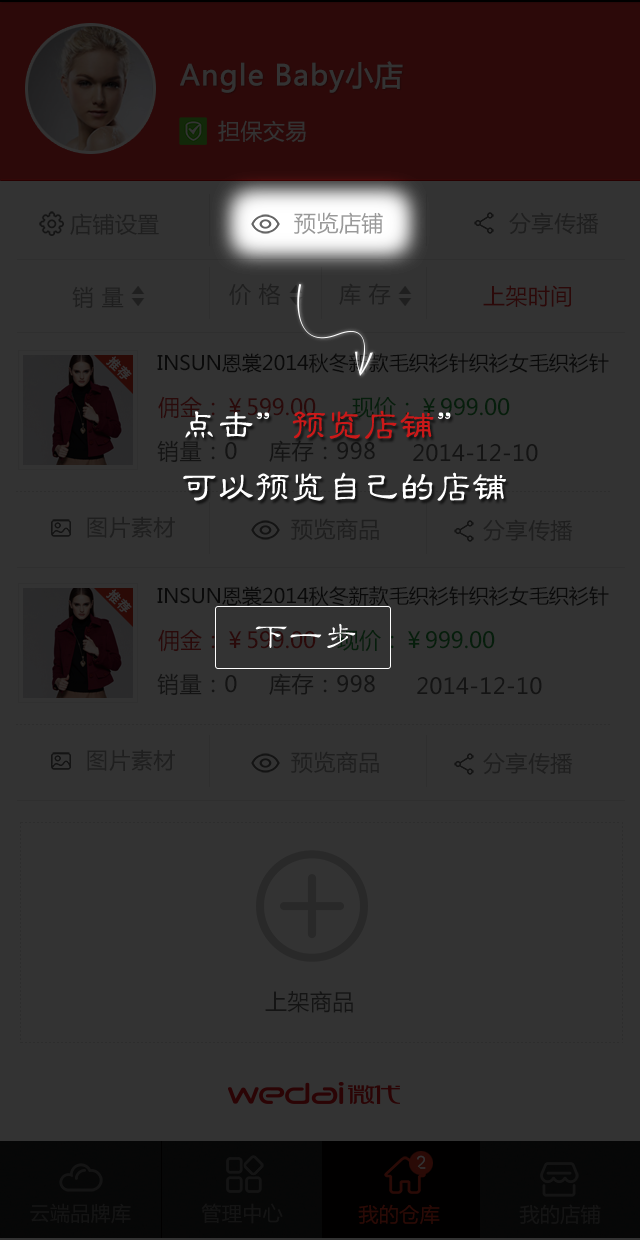 Angle Baby小店
担保交易
店铺设置 预览店铺 分享传播
销量 价格 库存 上架时间
推荐
INSUN恩裳2014秋冬新款毛织衫针织衫女毛织衫针
佣金：￥599.00 现价：￥999.00
点击”预览店铺”
销量：0 库存：998 2014-12-10
可以预览自己的店铺
图片素材 预览商品 分享传播
推荐
INSUN恩裳2014秋冬新款毛织衫针织衫女毛织衫针
下一步
佣金：￥599.00 现价：￥999.00
销量：0 库存：998 2014-12-10
图片素材 预览商品 分享传播
上架商品
wedai微代
2
云端品牌库 管理中心 我的仓库 我的店铺